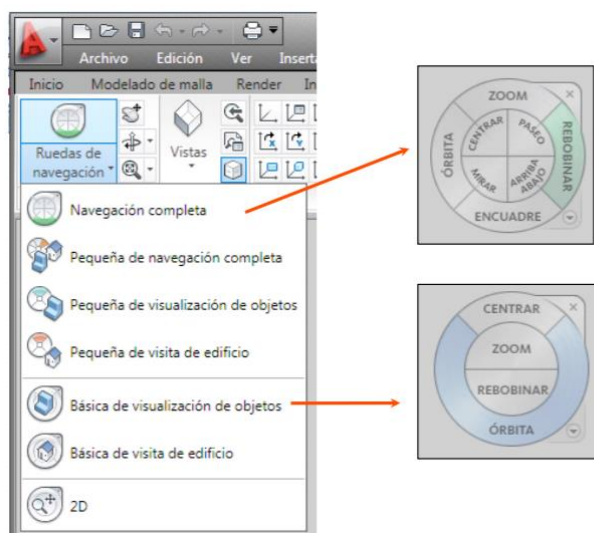 Archivo Edición Ver
Inicio Modelado de malla Render
Ruedas de
navegación
Vistas
Navegación completa
Pequeña de navegación completa
Pequeña de visualización de objetos
Pequeña de visita de edificio
Básica de visualización de objetos
Básica de visita de edificio
2D
ZOOM
CENTRAR
PASEO
REBOBINAR
ÓRBITA
MIRAR
ARRIBA
ABAJO
ENCUADRE
CENTRAR
ZOOM
REBOBINAR
ÓRBITA